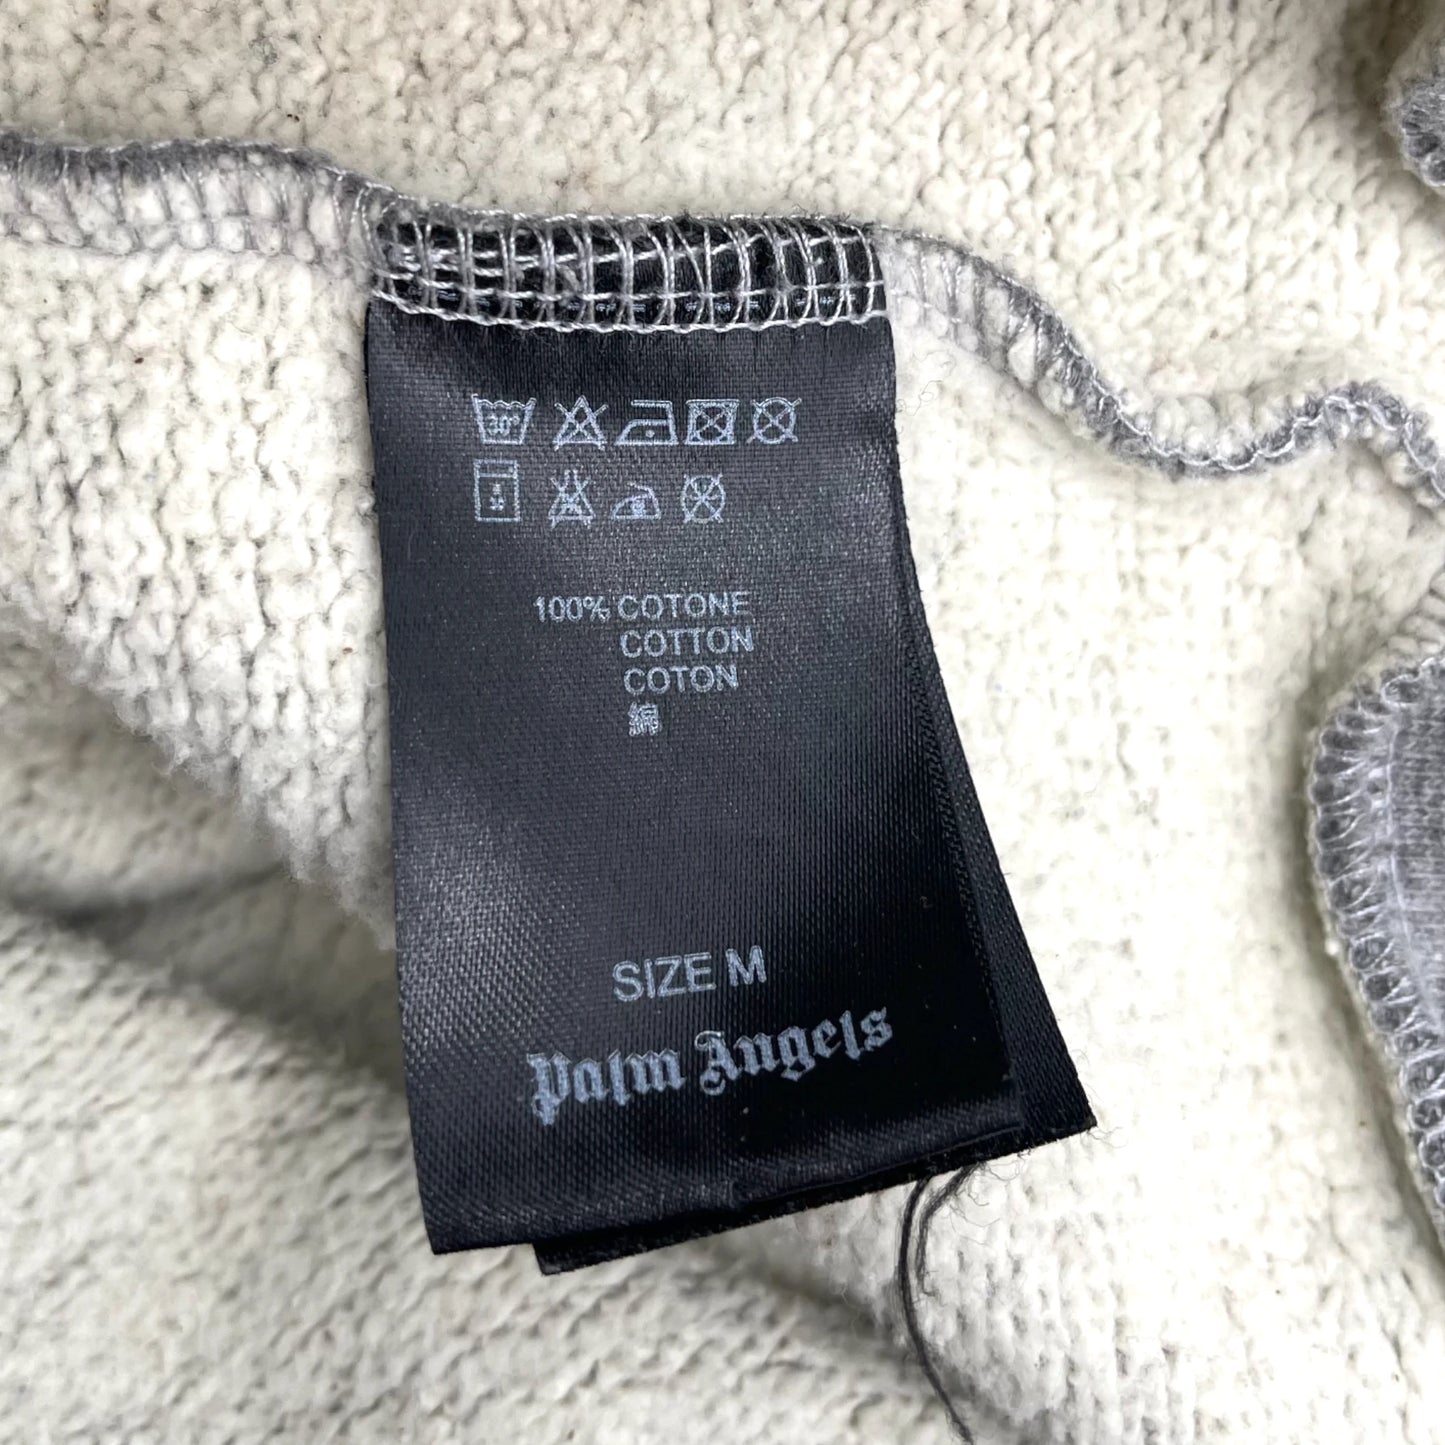 30°
100% COTONE
COTTON
COTON
綿
SIZE M
Palm Angels